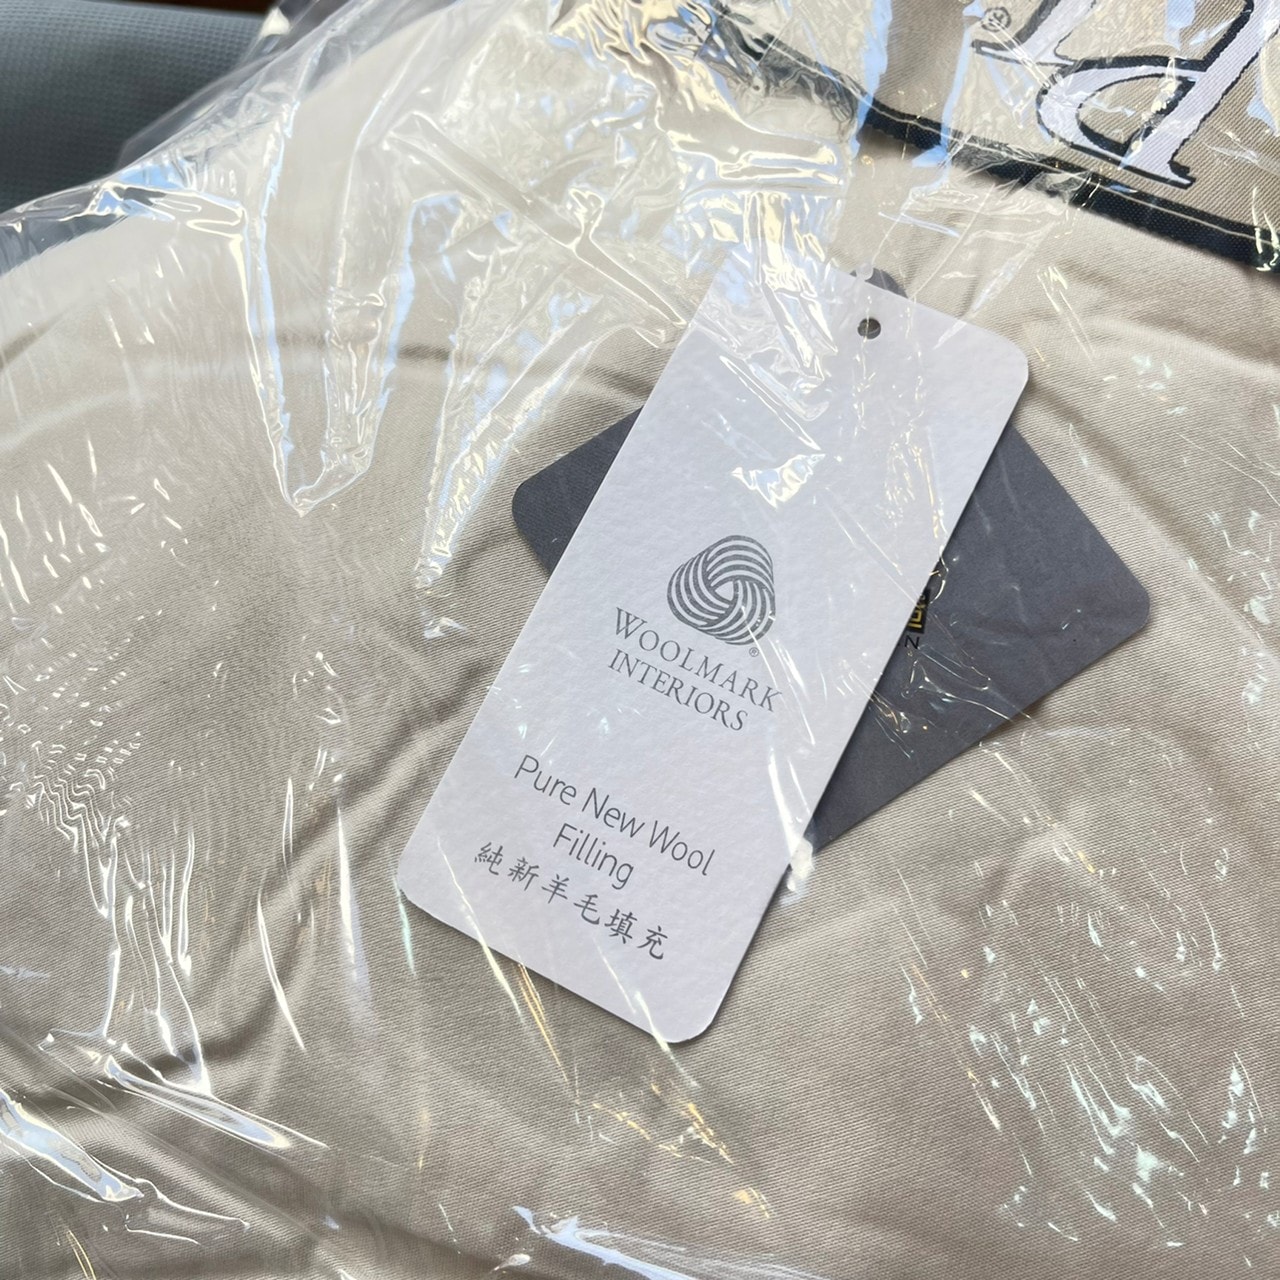 WOOLMARK
®
INTERIORS
Pure New Wool
Filling
純新羊毛填充
N